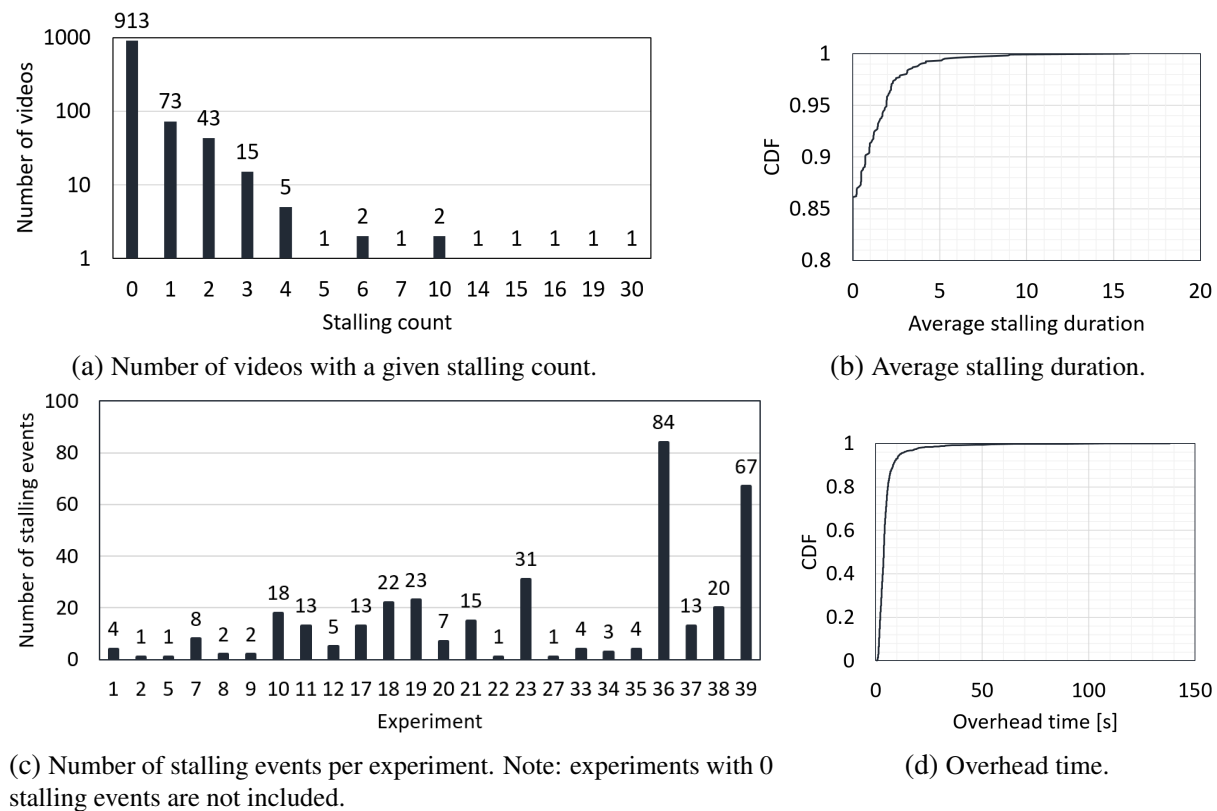 913
1000
73
100
43
15
10
5
1
2
1
2
1
1
1
1
1
1
0 1 2 3 4 5 6 7 10 14 15 16 19 30
Number of videos
Stalling count
(a) Number of videos with a given stalling count.
1
0.95
0.9
0.85
0.8
0 5 10 15 20
CDF
Average stalling duration
(b) Average stalling duration.
100
80
60
40
20
0
Number of stalling events
4 1 1 8 2 2 18 13 5 13 22 23 7 15 1 31 1 4 3 4 84 13 20 67
1 2 5 7 8 9 10 11 12 17 18 19 20 21 22 23 27 33 34 35 36 37 38 39
Experiment
(c) Number of stalling events per experiment. Note: experiments with 0
stalling events are not included.
1
0.8
0.6
0.4
0.2
0
0 50 100 150
CDF
Overhead time [s]
(d) Overhead time.